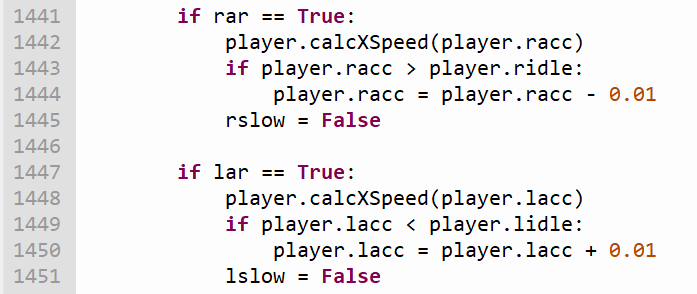 1441 if rar == True:
1442 player.calcXSpeed(player.racc)
1443 if player.racc > player.ridle:
1444 player.racc = player.racc - 0.01
1445 rslow = False
1446
1447 if lar == True:
1448 player.calcXSpeed(player.lacc)
1449 if player.lacc < player.lidle:
1450 player.lacc = player.lacc + 0.01
1451 lslow = False